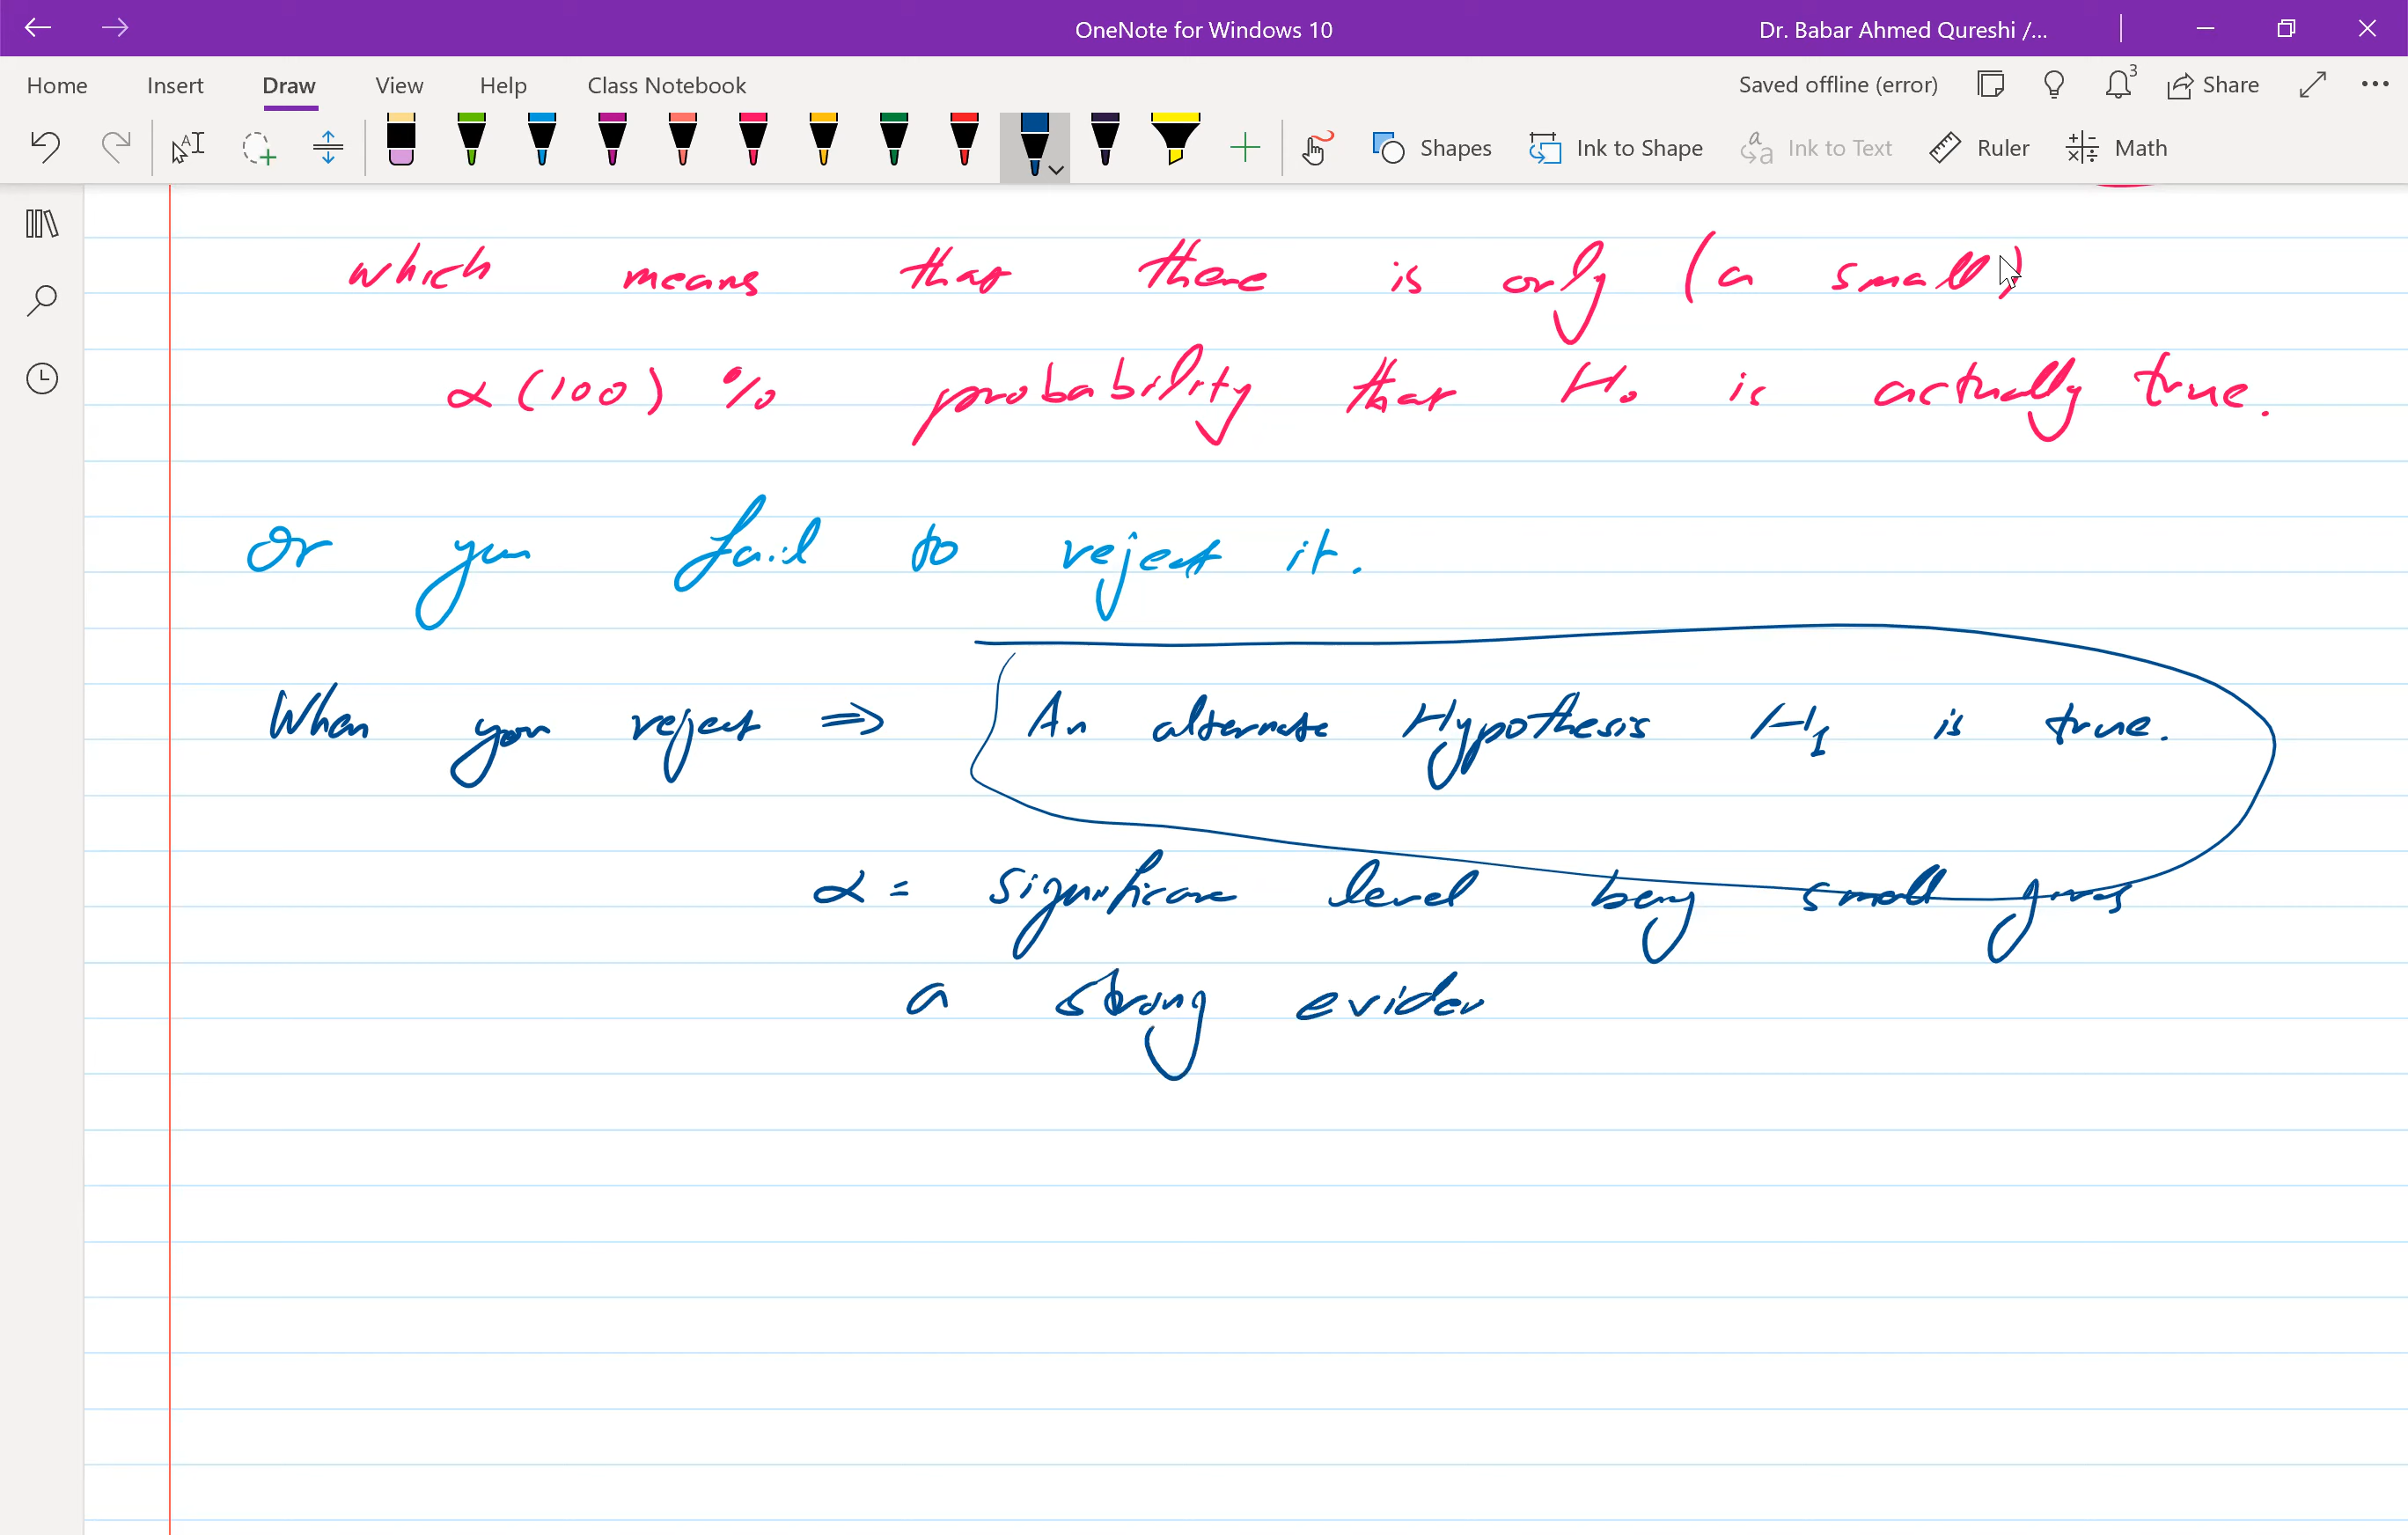 OneNote for Windows 10
Dr. Babar Ahmed Qureshi /...
Home Insert Draw View Help Class Notebook
Saved offline (error) 3 Share
Shapes Ink to Shape Ink to Text Ruler Math
which means that there is only (a small)
α (100) % probability that H₀ is actually true.
Or you fail to reject it.
When you reject ⇒ An alternate Hypothesis H₁ is true.
α = significance level being small gives
a strong eviden